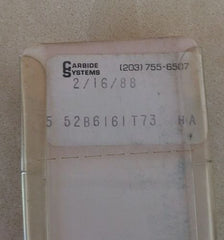 CARBIDE SYSTEMS (203) 755-6507
2/16/88
5 52B6161T73 HA